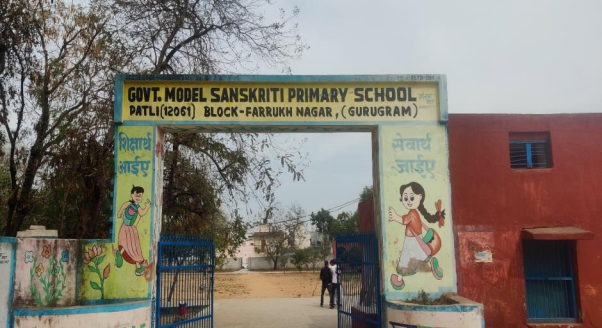 GOVT. MODEL SANSKRITI PRIMARY SCHOOL
PATLI(12061) BLOCK-FARRUKH NAGAR, (GURUGRAM)
शिक्षार्थ
आईए
सेवार्थ
जाईए